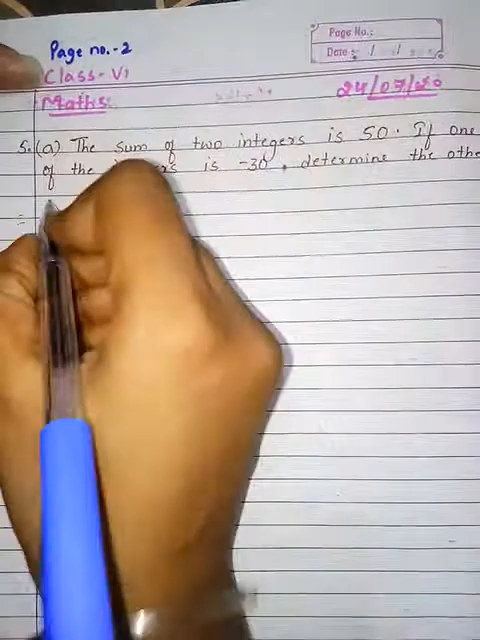 Page No.:
Page no.-2
Date: / /
Class- VI
24/07/20
Maths:
5. (a) The sum of two integers is 50. If one
of the is -30, determine the othe